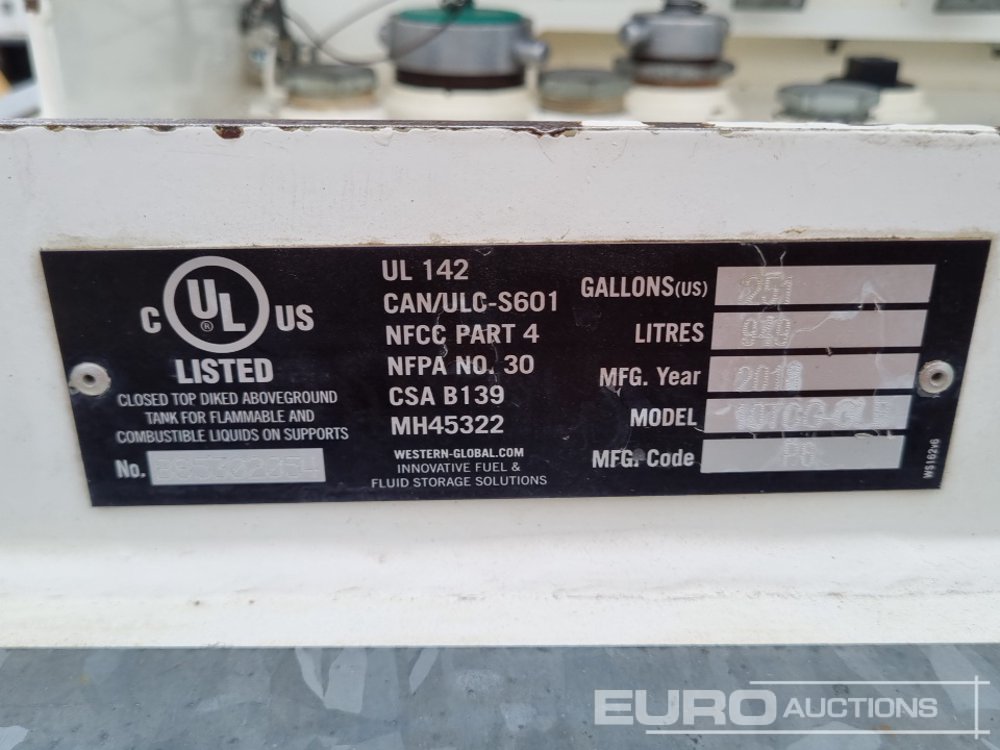 C UL ® US
LISTED
CLOSED TOP DIKED ABOVEGROUND
TANK FOR FLAMMABLE AND
COMBUSTIBLE LIQUIDS ON SUPPORTS
No.
UL 142
CAN/ULC-S601
NFCC PART 4
NFPA NO. 30
CSA B139
MH45322
WESTERN-GLOBAL.COM
INNOVATIVE FUEL &
FLUID STORAGE SOLUTIONS
GALLONS(US)
LITRES
MFG. Year
MODEL
MFG. Code
WS162v6
EURO AUCTIONS